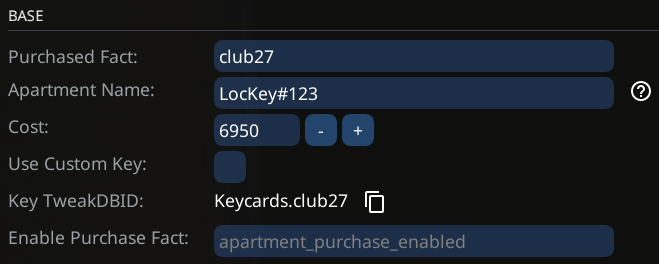 BASE
Purchased Fact: club27
Apartment Name: LocKey#123
Cost: 6950 - +
Use Custom Key:
Key TweakDBID: Keycards.club27
Enable Purchase Fact: apartment_purchase_enabled